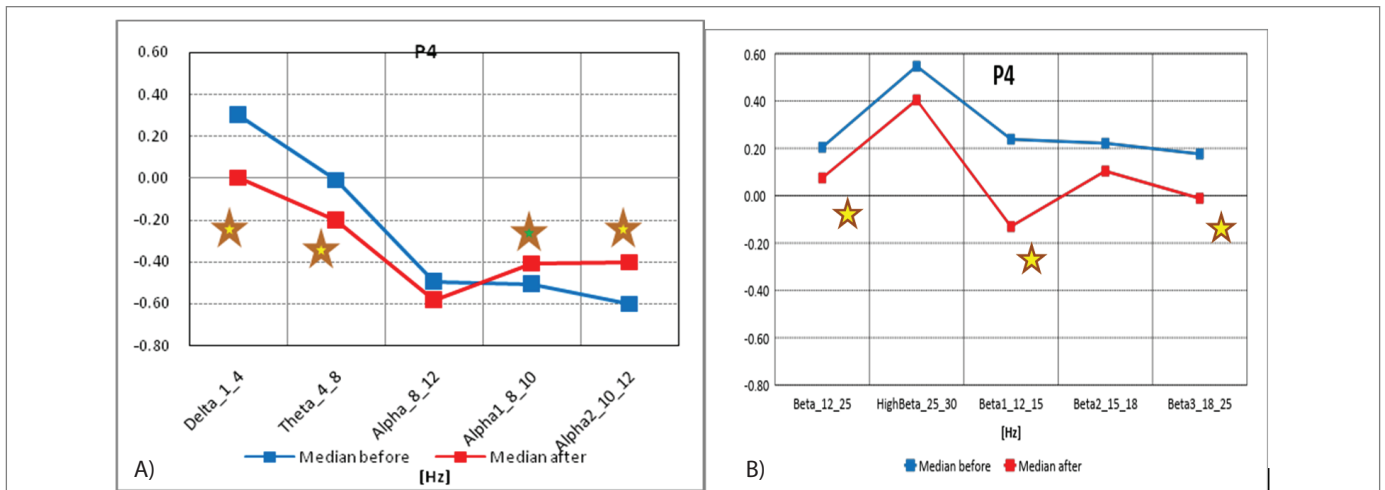 P4
0.60
0.40
0.20
0.00
-0.20
-0.40
-0.60
-0.80
Delta_1_4
Theta_4_8
Alpha_8_12
Alpha1_8_10
Alpha2_10_12
Median before Median after
[Hz]
A)
P4
0.60
0.40
0.20
0.00
-0.20
-0.40
-0.60
-0.80
Beta_12_25 HighBeta_25_30 Beta1_12_15 Beta2_15_18 Beta3_18_25
[Hz]
Median before Median after
B)